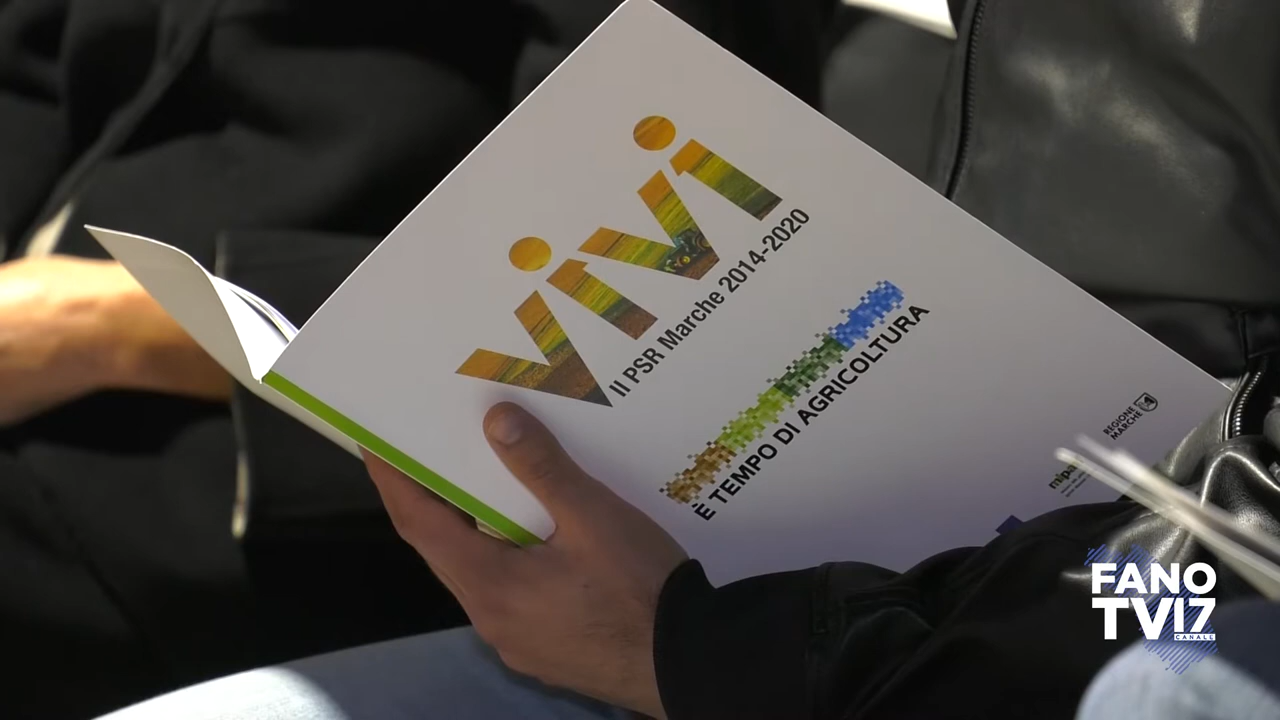 vivi
Il PSR Marche 2014-2020
È TEMPO DI AGRICOLTURA
REGIONE
MARCHE
FANO
TV17
CANALE